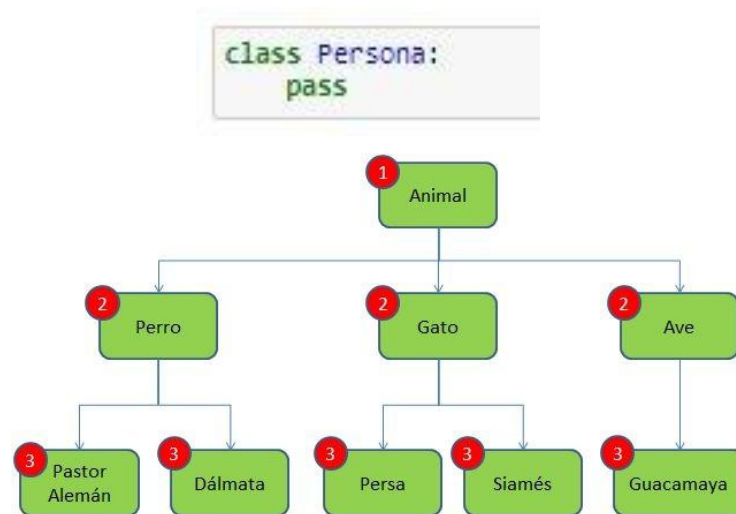 class Persona:
    pass
1
Animal
2
Perro
2
Gato
2
Ave
3
Pastor
Alemán
3
Dálmata
3
Persa
3
Siamés
3
Guacamaya